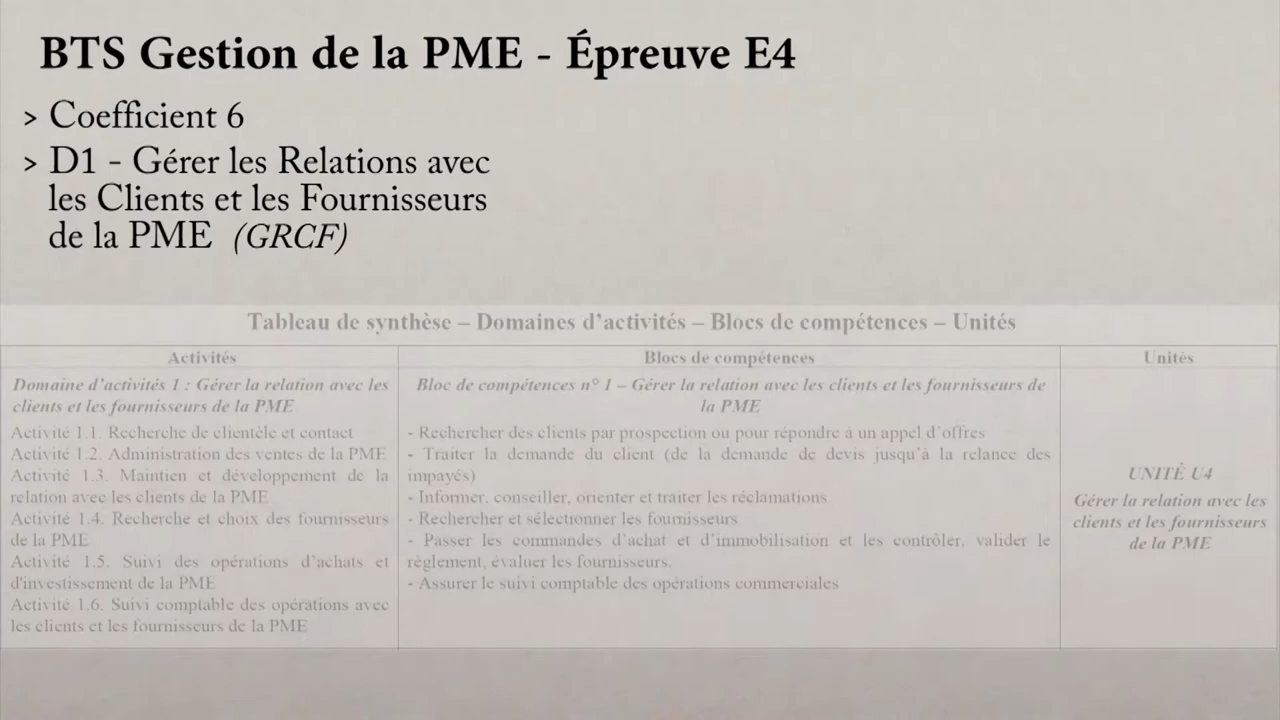 BTS Gestion de la PME - Épreuve E4
> Coefficient 6
> D1 - Gérer les Relations avec
les Clients et les Fournisseurs
de la PME (GRCF)
Tableau de synthèse – Domaines d'activités – Blocs de compétences – Unités
Activités
Domaine d'activités 1 : Gérer la relation avec les
clients et les fournisseurs de la PME
Activité 1.1. Recherche de clientèle et contact
Activité 1.2. Administration des ventes de la PME
Activité 1.3. Maintien et développement de la
relation avec les clients de la PME
Activité 1.4. Recherche et choix des fournisseurs
de la PME
Activité 1.5. Suivi des opérations d'achats et
d'investissement de la PME
Activité 1.6. Suivi comptable des opérations avec
les clients et les fournisseurs de la PME
Blocs de compétences
Bloc de compétences n° 1 – Gérer la relation avec les clients et les fournisseurs de
la PME
- Rechercher des clients par prospection ou pour répondre à un appel d'offres
- Traiter la demande du client (de la demande de devis jusqu'à la relance des
impayés)
- Informer, conseiller, orienter et traiter les réclamations
- Rechercher et sélectionner les fournisseurs
- Passer les commandes d'achat et d'immobilisation et les contrôler, valider le
règlement, évaluer les fournisseurs.
- Assurer le suivi comptable des opérations commerciales
Unités
UNITÉ U4
Gérer la relation avec les
clients et les fournisseurs
de la PME